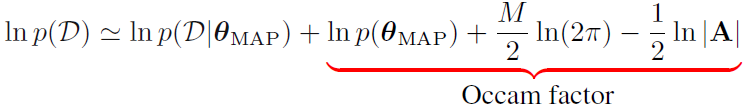 ln p(𝒟) ≃ ln p(𝒟|𝜽_MAP) + ln p(𝜽_MAP) + M/2 ln(2π) − 1/2 ln |𝐀|
Occam factor